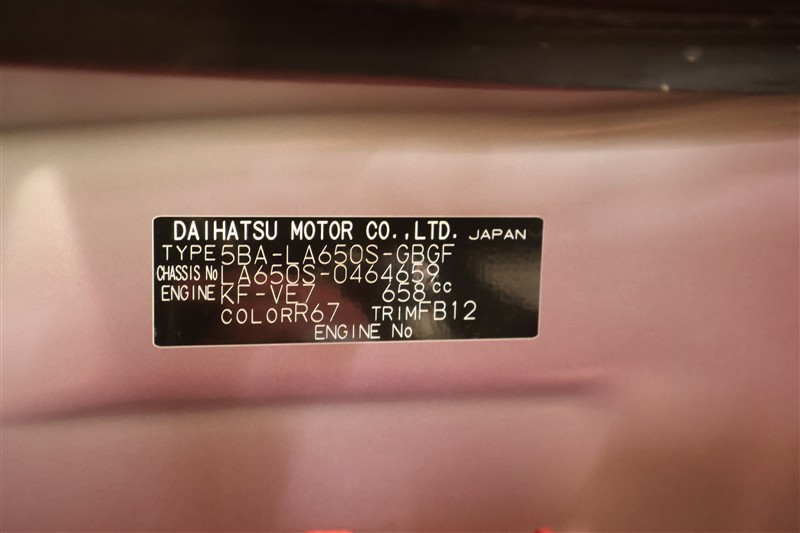 DAIHATSU MOTOR CO.,LTD. JAPAN
TYPE 5BA-LA650S-GBGF
CHASSIS No LA650S-0464659
ENGINE KF-VE7 658cc
COLOR R67 TRIM FB12
ENGINE No